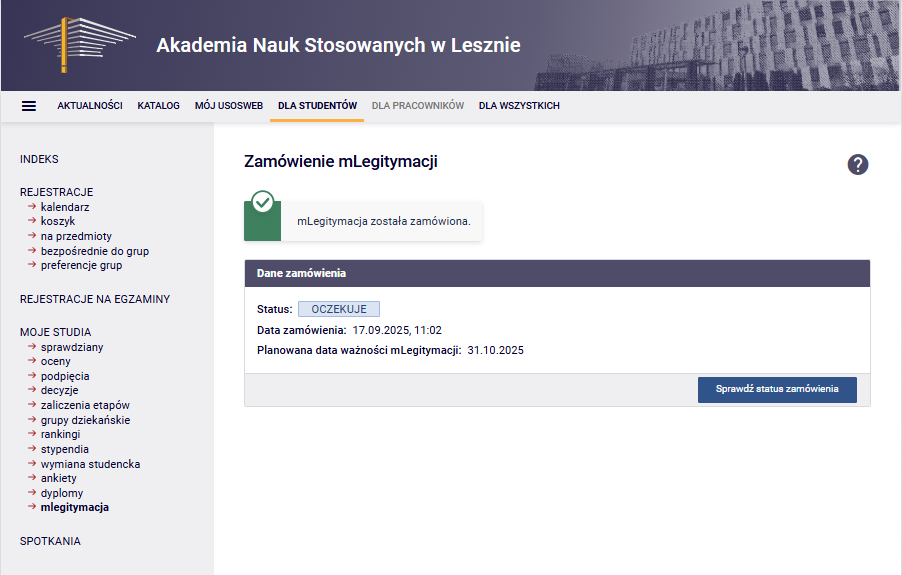 Akademia Nauk Stosowanych w Lesznie
AKTUALNOŚCI KATALOG MÓJ USOSWEB DLA STUDENTÓW DLA PRACOWNIKÓW DLA WSZYSTKICH
INDEKS
REJESTRACJE
→ kalendarz
→ koszyk
→ na przedmioty
→ bezpośrednie do grup
→ preferencje grup
REJESTRACJE NA EGZAMINY
MOJE STUDIA
→ sprawdziany
→ oceny
→ podpięcia
→ decyzje
→ zaliczenia etapów
→ grupy dziekańskie
→ rankingi
→ stypendia
→ wymiana studencka
→ ankiety
→ dyplomy
→ mlegitymacja
SPOTKANIA
Zamówienie mLegitymacji
?
mLegitymacja została zamówiona.
Dane zamówienia
Status: OCZEKUJE
Data zamówienia: 17.09.2025, 11:02
Planowana data ważności mLegitymacji: 31.10.2025
Sprawdź status zamówienia